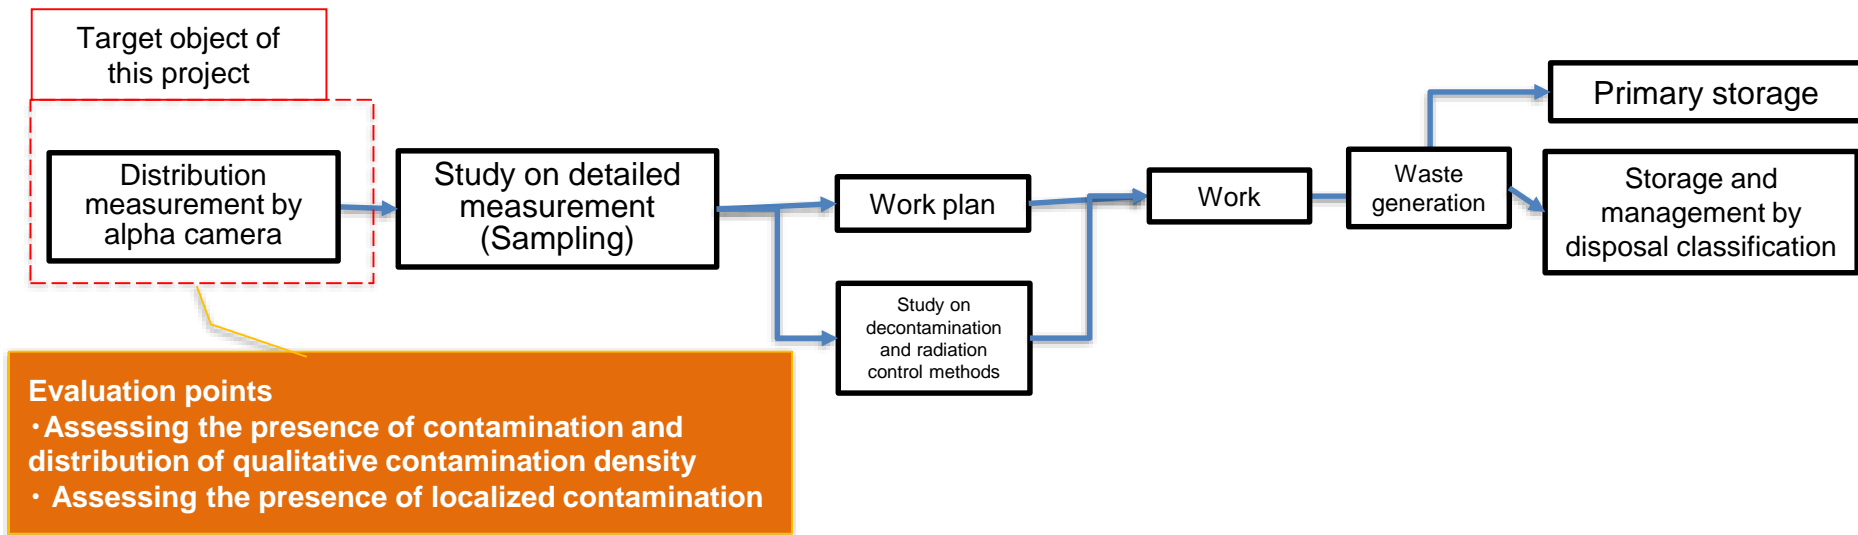 Target object of
this project
Distribution
measurement by
alpha camera
Study on detailed
measurement
(Sampling)
Work plan
Study on
decontamination
and radiation
control methods
Work
Waste
generation
Primary storage
Storage and
management by
disposal classification
Evaluation points
・Assessing the presence of contamination and
distribution of qualitative contamination density
・ Assessing the presence of localized contamination